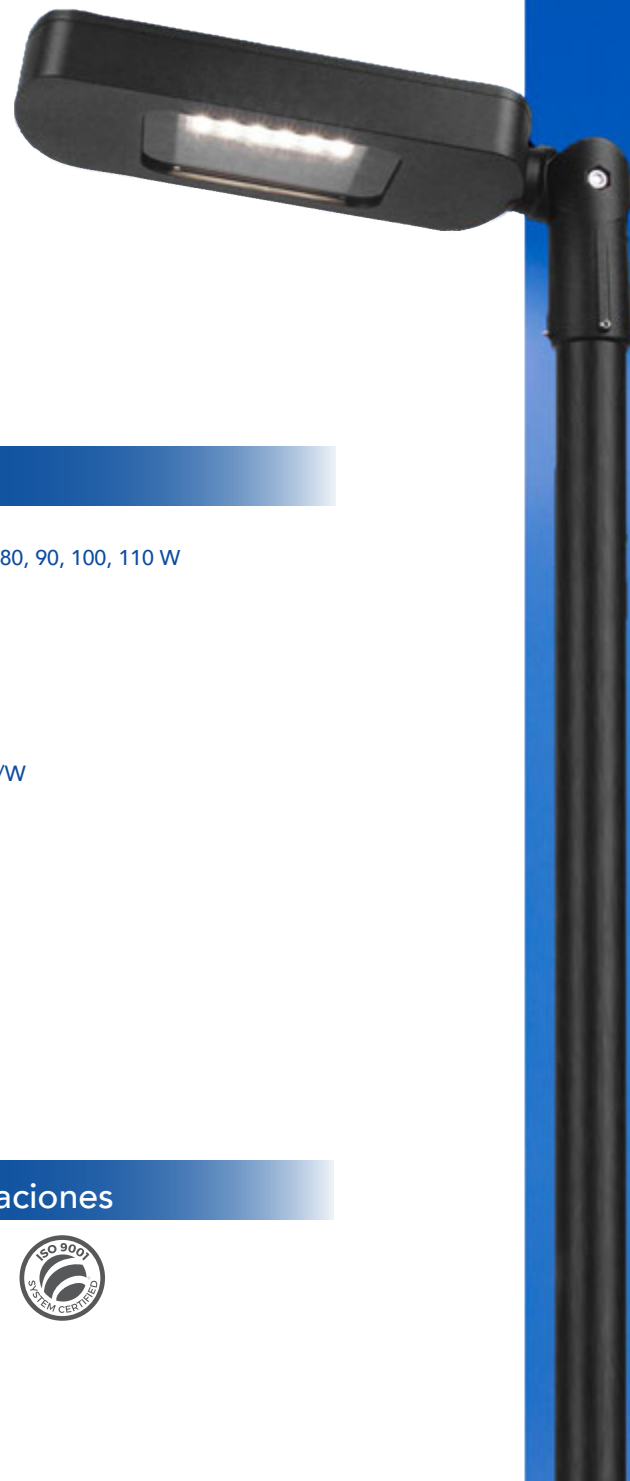 80, 90, 100, 110 W
/W
aciones
ISO 9001
SYSTEM CERTIFIED